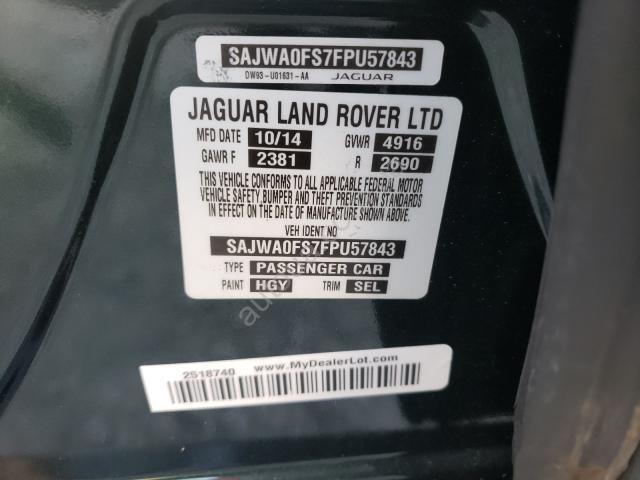 SAJWA0FS7FPU57843
DW93-U01631-AA JAGUAR
JAGUAR LAND ROVER LTD
MFD DATE 10/14 GVWR 4916
GAWR F 2381 R 2690
THIS VEHICLE CONFORMS TO ALL APPLICABLE FEDERAL MOTOR
VEHICLE SAFETY,BUMPER AND THEFT PREVENTION STANDARDS
IN EFFECT ON THE DATE OF MANUFACTURE SHOWN ABOVE.
VEH IDENT NO
SAJWA0FS7FPU57843
TYPE PASSENGER CAR
PAINT HGY TRIM SEL
2518740 www.MyDealerLot.com